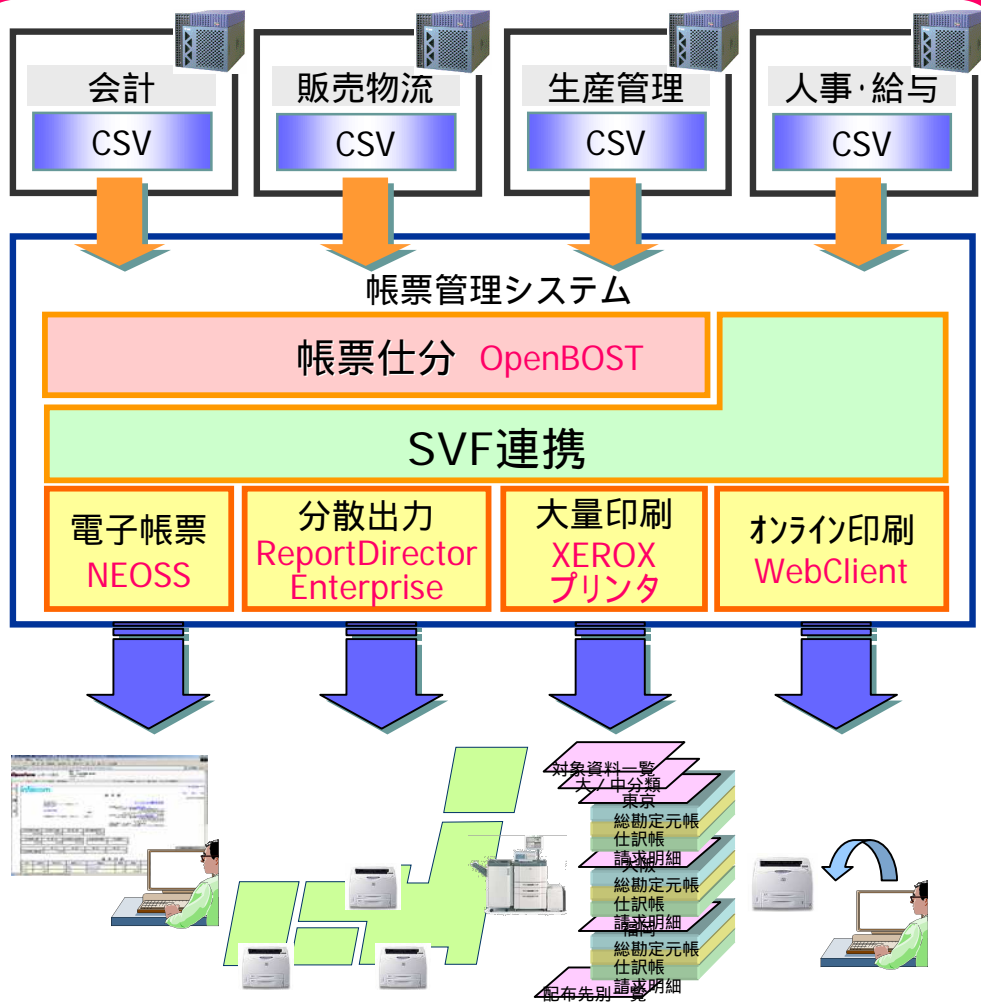 会計
販売物流
生産管理
人事・給与
CSV
CSV
CSV
CSV
帳票管理システム
帳票仕分 OpenBOST
SVF連携
電子帳票
NEOSS
分散出力
ReportDirector
Enterprise
大量印刷
XEROX
プリンタ
オンライン印刷
WebClient
infocom
対象資料一覧
大/中分類
東京
総勘定元帳
仕訳帳
請求明細
大阪
総勘定元帳
仕訳帳
請求明細
福岡
総勘定元帳
仕訳帳
請求明細
配布先別一覧